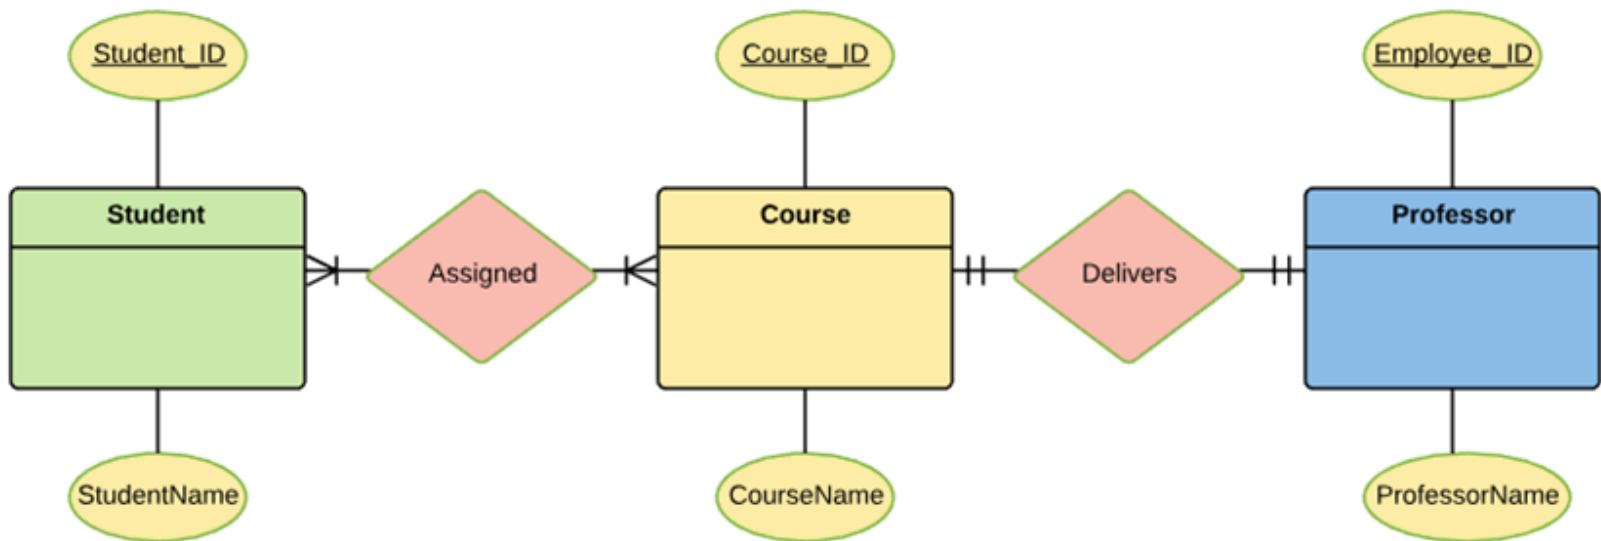 Student_ID
Course_ID
Employee_ID
Student
Course
Professor
Assigned
Delivers
StudentName
CourseName
ProfessorName